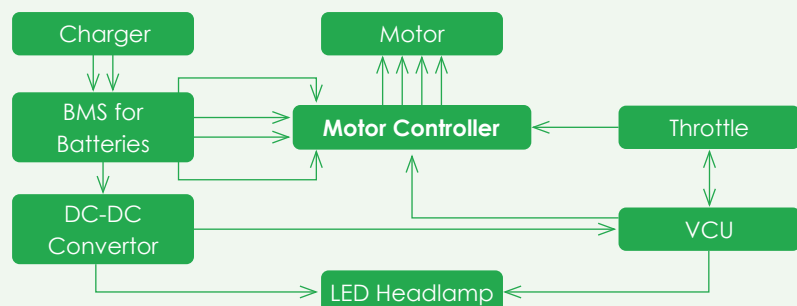 Charger
Motor
BMS for
Batteries
Motor Controller
Throttle
DC-DC
Convertor
VCU
LED Headlamp